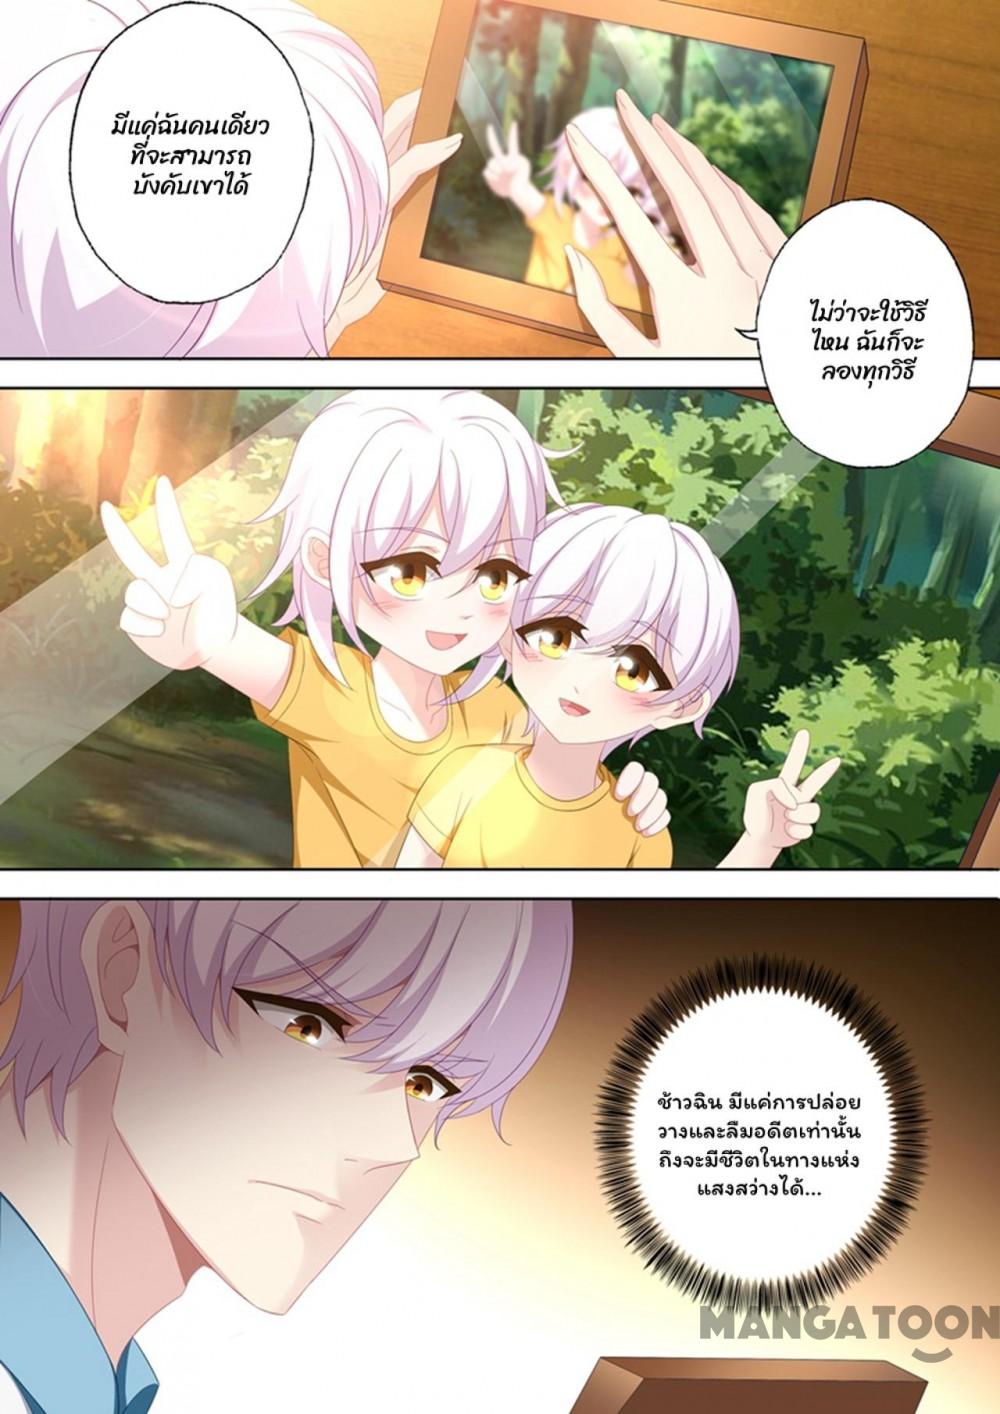 มีแค่ฉันคนเดียว
ที่จะสามารถ
บังคับเขาได้
ไม่ว่าจะใช้วิธี
ไหน ฉันก็จะ
ลองทุกวิธี
ช้าวฉิน มีแค่การปล่อย
วางและลืมอดีตเท่านั้น
ถึงจะมีชีวิตในทางแห่ง
แสงสว่างได้...
MANGATOON